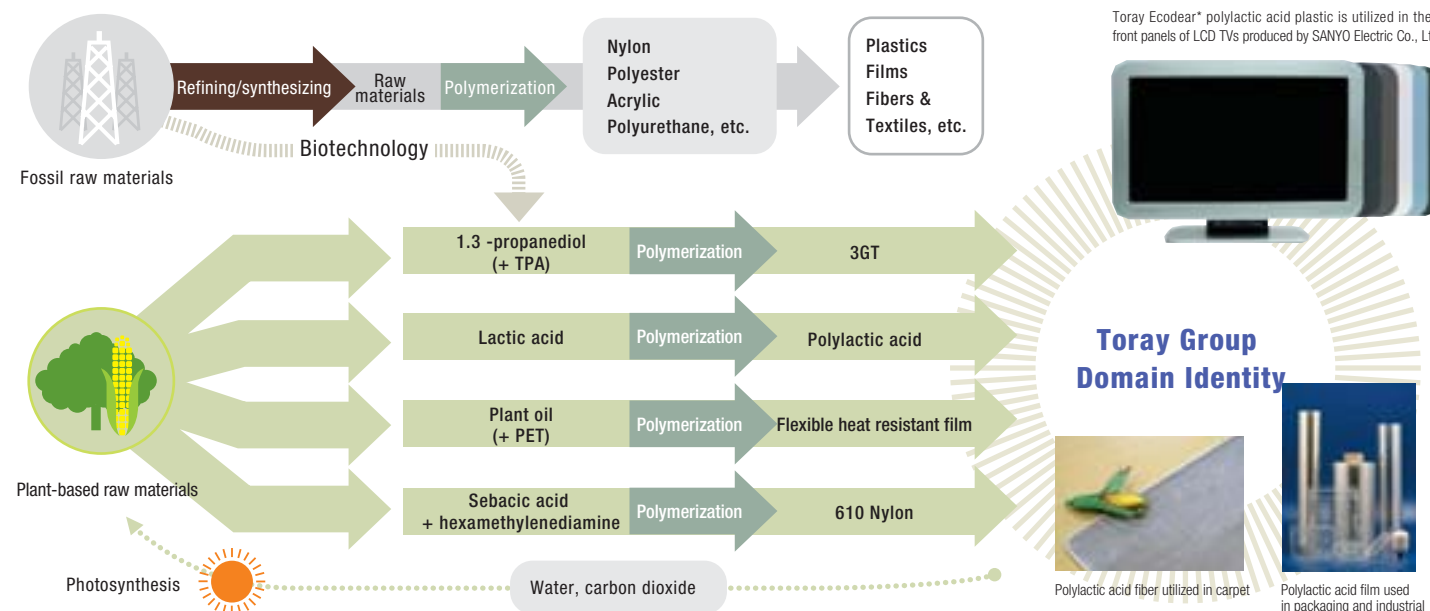 Toray Ecodear* polylactic acid plastic is utilized in the
front panels of LCD TVs produced by SANYO Electric Co.,
Refining/synthesizing
Raw
materials
Polymerization
Nylon
Polyester
Acrylic
Polyurethane, etc.
Plastics
Films
Fibers &
Textiles, etc.
Fossil raw materials
Biotechnology
1.3 -propanediol
(+ TPA)
Polymerization
3GT
Lactic acid
Polymerization
Polylactic acid
Plant oil
(+ PET)
Polymerization
Flexible heat resistant film
Sebacic acid
+ hexamethylenediamine
Polymerization
610 Nylon
Plant-based raw materials
Toray Group
Domain Identity
Photosynthesis
Water, carbon dioxide
Polylactic acid fiber utilized in carpet
Polylactic acid film used
in packaging and industrial